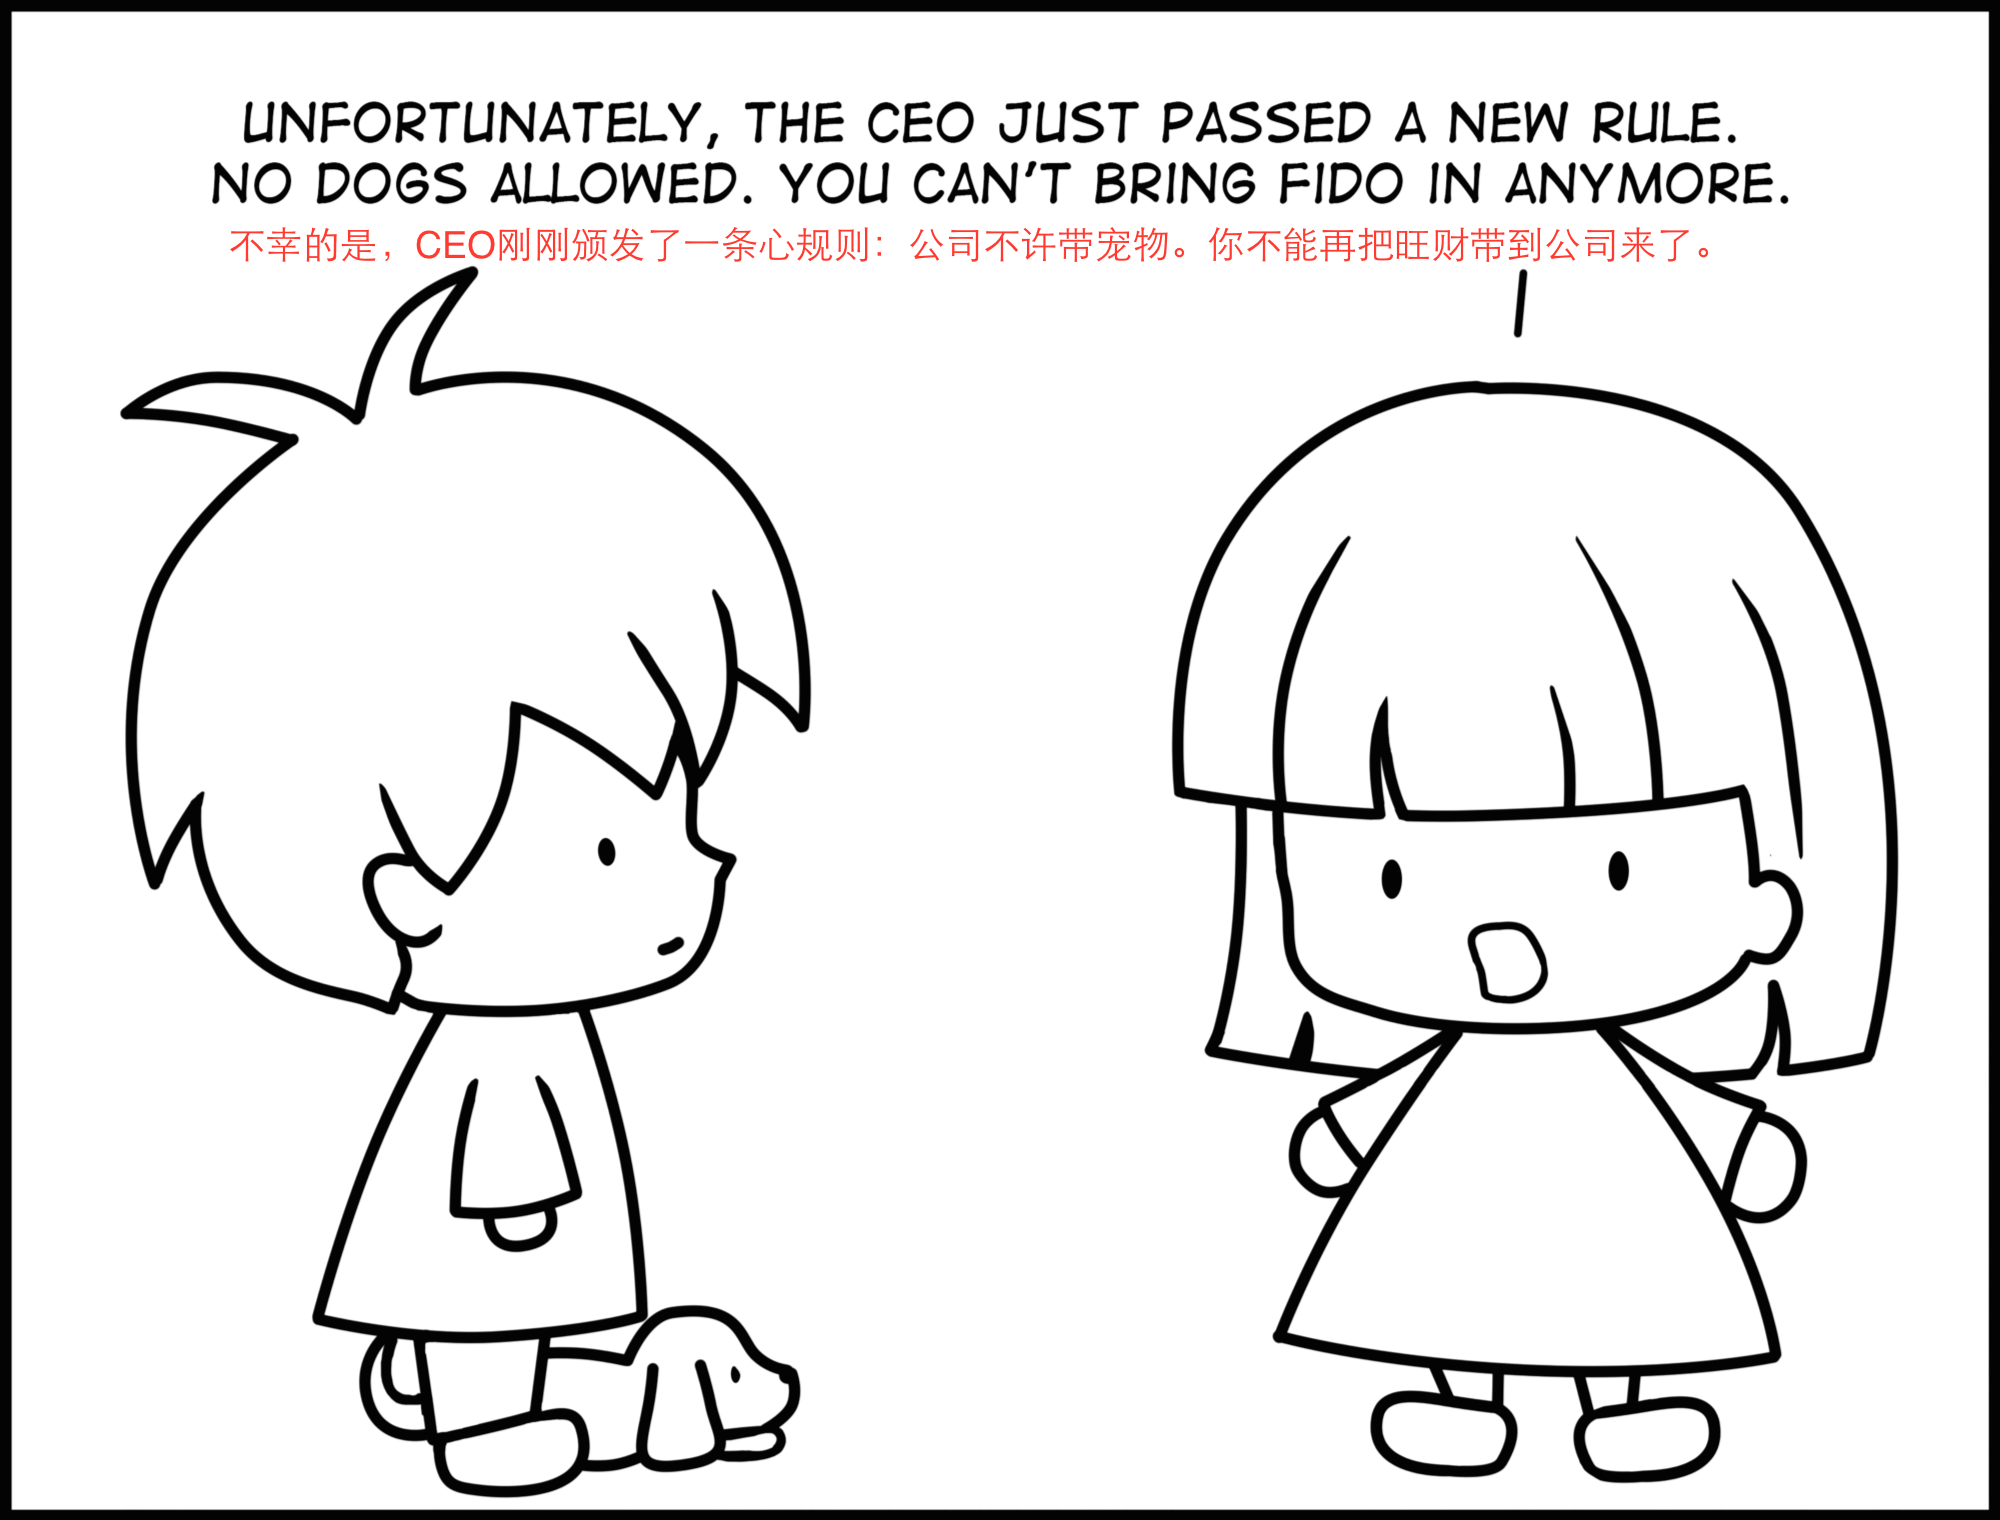 UNFORTUNATELY, THE CEO JUST PASSED A NEW RULE.
NO DOGS ALLOWED. YOU CAN'T BRING FIDO IN ANYMORE.
不幸的是，CEO刚刚颁发了一条心规则：公司不许带宠物。你不能再把旺财带到公司来了。